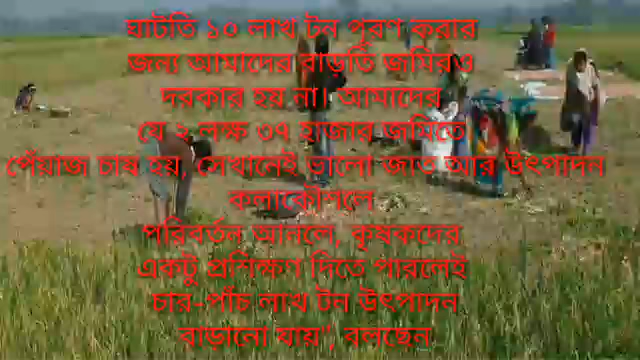 ঘাটতি ১০ লাখ টন পূরণ করার
জন্য আমাদের বাড়তি জমিরও
দরকার হয় না। আমাদের
যে ২ লক্ষ ৩৭ হাজার জমিতে
পেঁয়াজ চাষ হয়, সেখানেই ভালো জাত আর উৎপাদন
কলাকৌশলে
পরিবর্তন আনলে, কৃষকদের
একটু প্রশিক্ষণ দিতে পারলেই
চার-পাঁচ লাখ টন উৎপাদন
বাড়ানো যায়", বলছেন